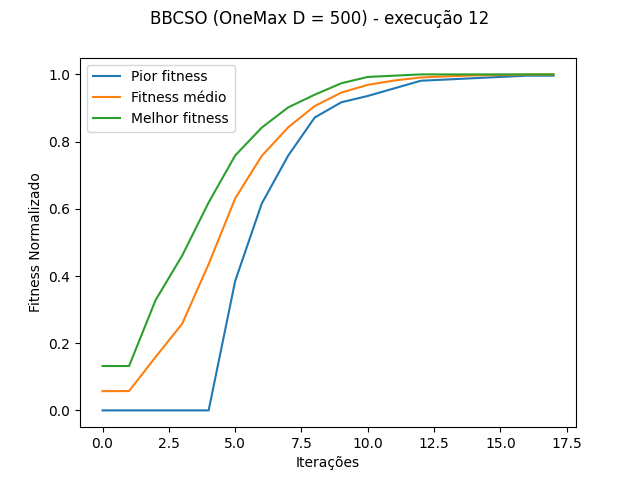 BBCSO (OneMax D = 500) - execução 12
Pior fitness
Fitness médio
Melhor fitness
Fitness Normalizado
1.0
0.8
0.6
0.4
0.2
0.0
0.0 2.5 5.0 7.5 10.0 12.5 15.0 17.5
Iterações